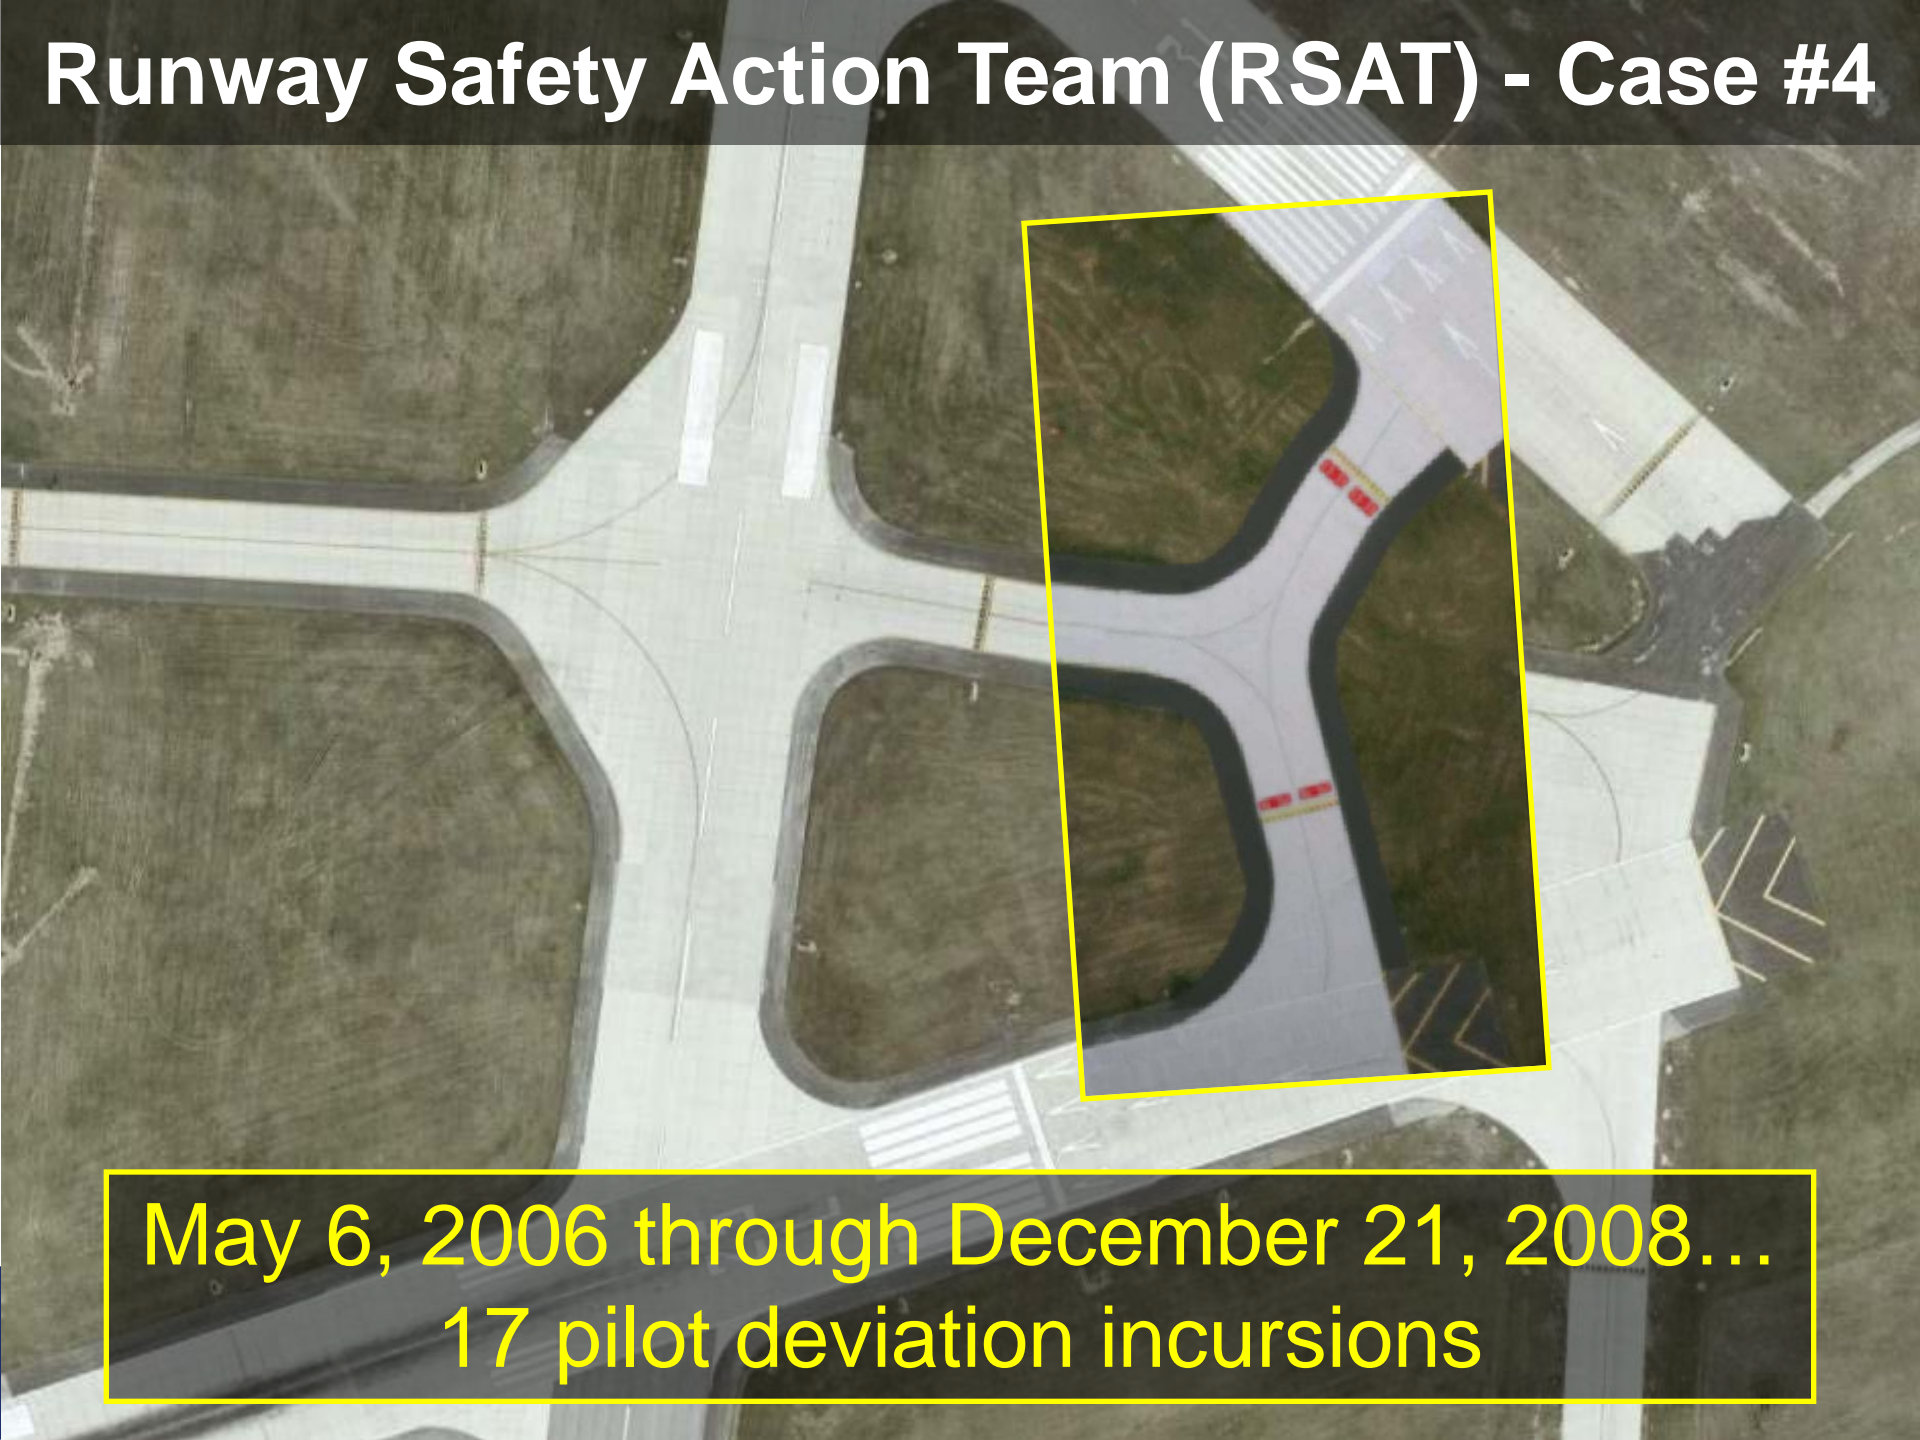 Runway Safety Action Team (RSAT) - Case #4
May 6, 2006 through December 21, 2008…
17 pilot deviation incursions